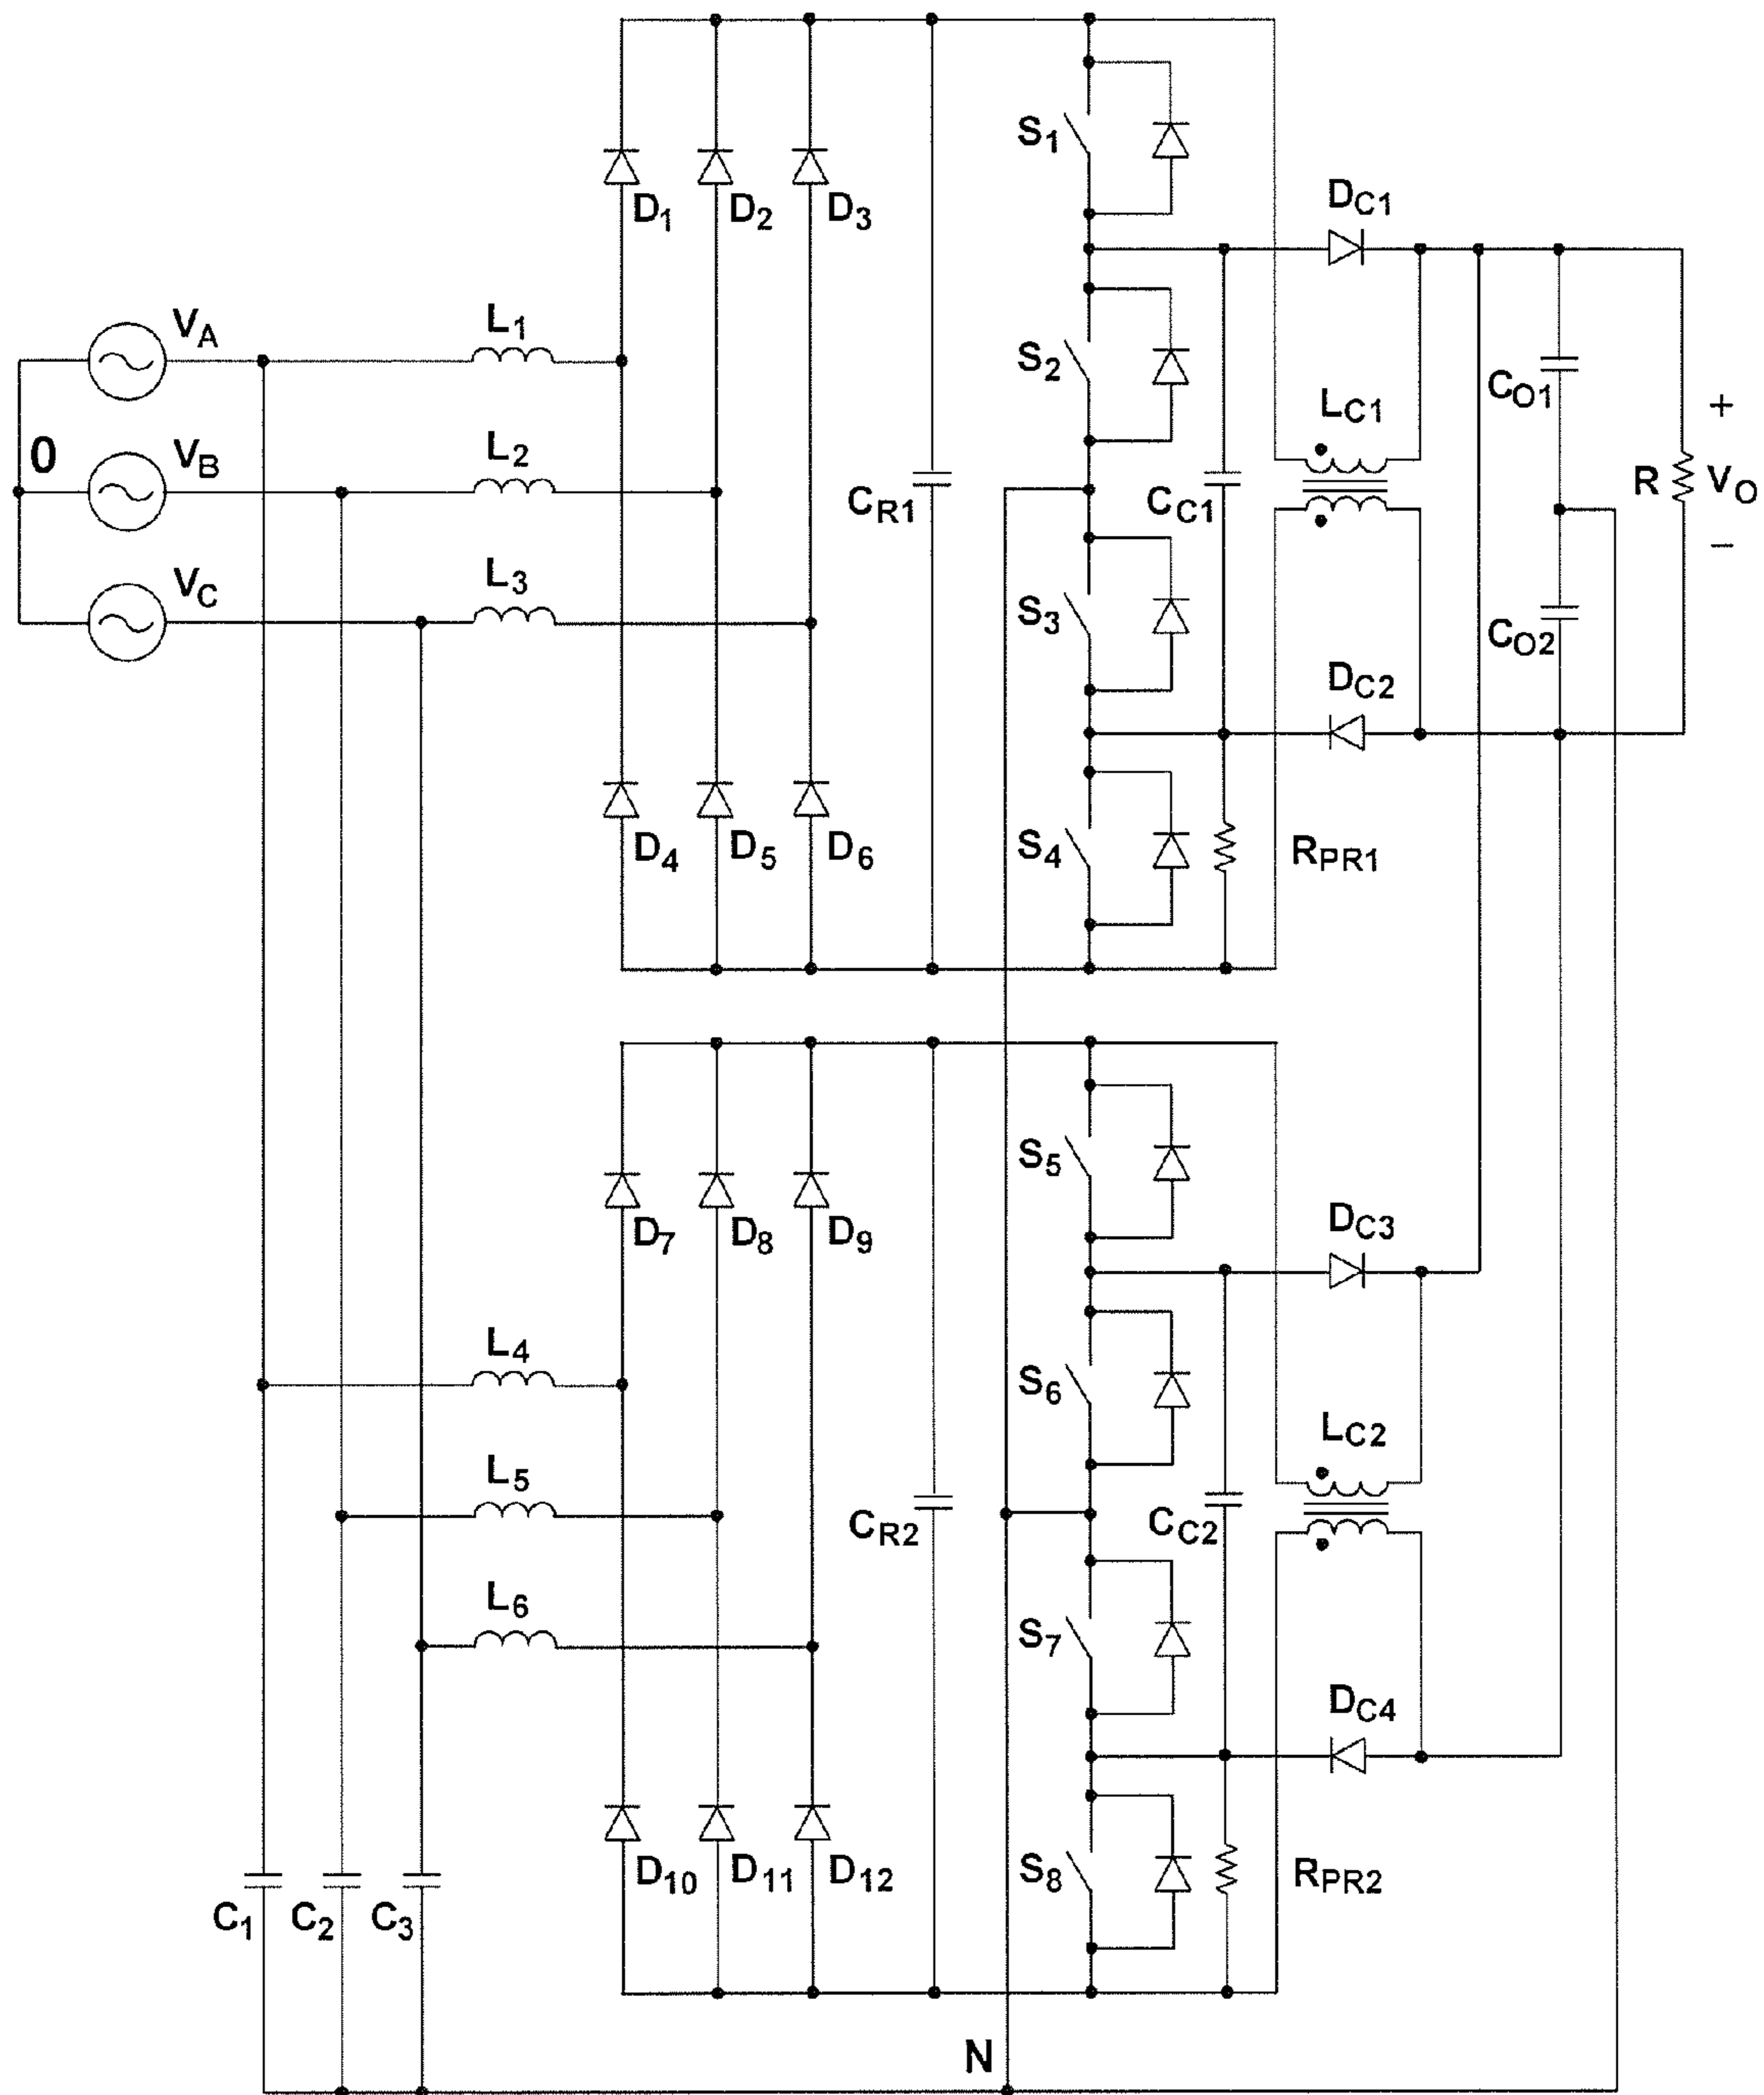 S1
DC1
D1 D2 D3
VA
L1
S2
CO1
LC1
+
0
VB
L2
CR1
CC1
R
VO
−
VC
L3
S3
CO2
DC2
D4 D5 D6
S4
RPR1
S5
D7 D8 D9
DC3
L4
S6
LC2
L5
CR2
CC2
L6
S7
DC4
D10 D11 D12
S8
RPR2
C1 C2 C3
N